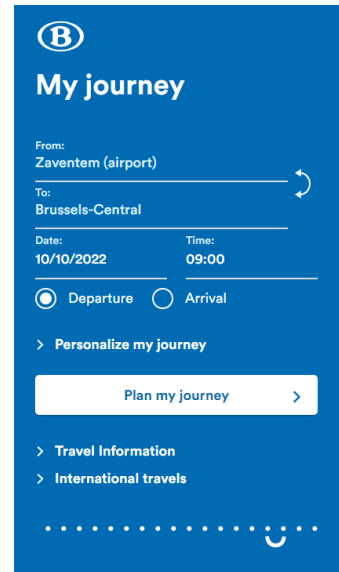 B
My journey
From:
Zaventem (airport)
To:
Brussels-Central
Date: Time:
10/10/2022 09:00
Departure Arrival
Personalize my journey
Plan my journey
Travel Information
International travels